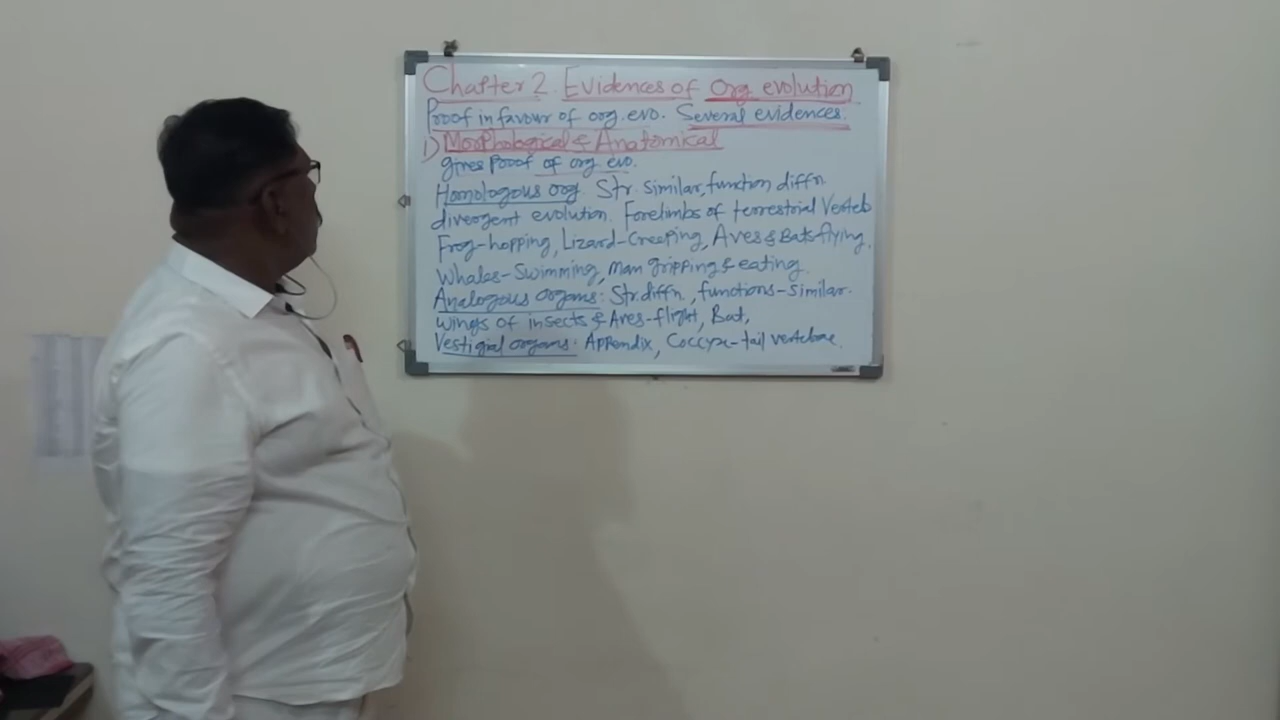 Chapter 2. Evidences of Org evolution
Proof in favour of org. evo. Several evidences.
1) Morphological & Anatomical
gives Proof of org evo.
Homologous org. Str. similar, function diffn.
divergent evolution. Forelimbs of terrestrial Verteb
Frog-hopping, Lizard-Creeping, Aves & Bats-flying.
Whales-Swimming, Man gripping & eating.
Analogous organs: Str. diffn, functions-similar.
wings of insects & Aves-flight, Bat,
Vestigial organs: Appendix, Coccyx-tail vertebrae.